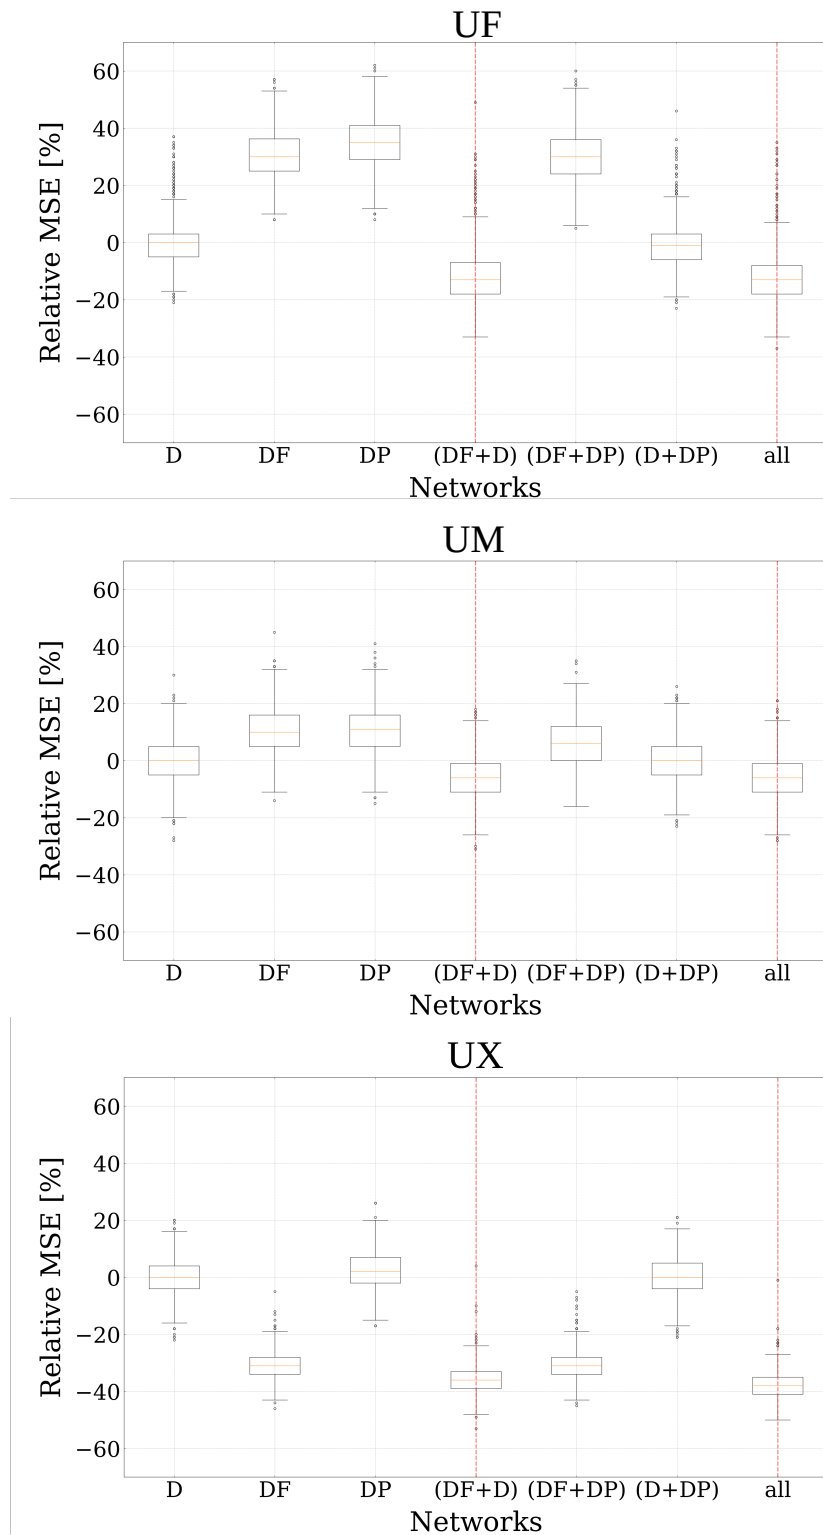 UF
Relative MSE [%]
60
40
20
0
−20
−40
−60
D DF DP (DF+D) (DF+DP) (D+DP) all
Networks
UM
Relative MSE [%]
60
40
20
0
−20
−40
−60
D DF DP (DF+D) (DF+DP) (D+DP) all
Networks
UX
Relative MSE [%]
60
40
20
0
−20
−40
−60
D DF DP (DF+D) (DF+DP) (D+DP) all
Networks